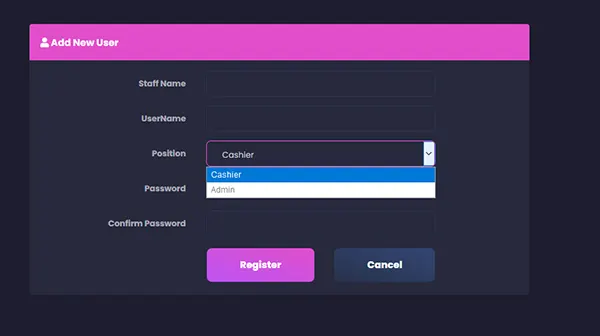 Add New User
Staff Name
UserName
Position
Cashier
Cashier
Admin
Password
Confirm Password
Register
Cancel